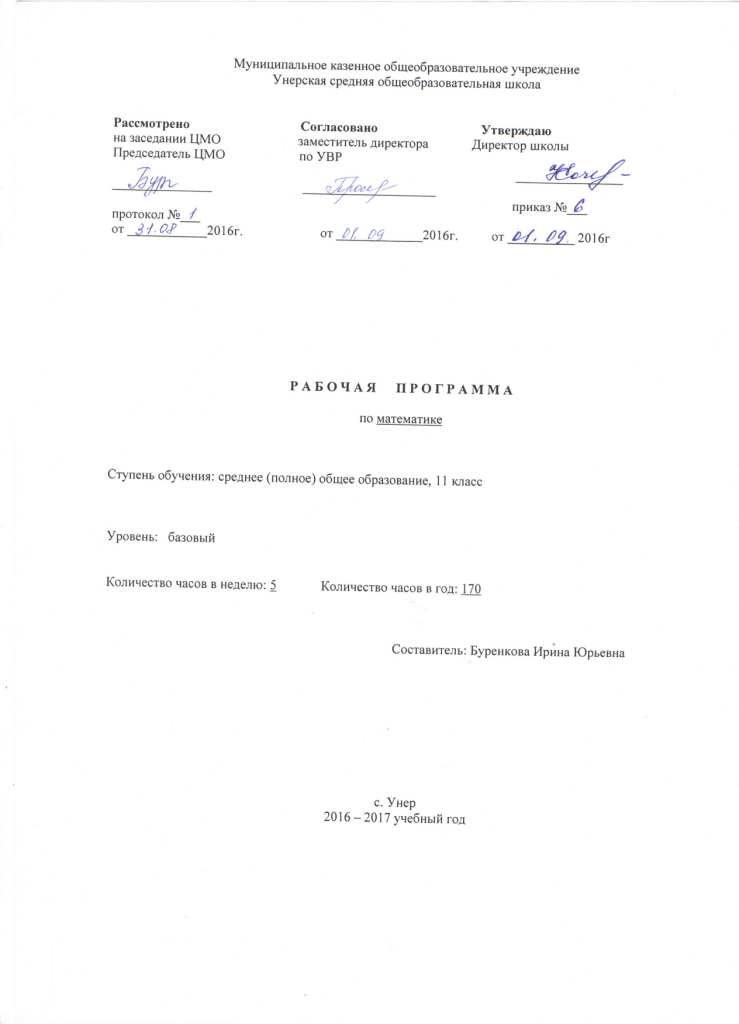 Муниципальное казенное общеобразовательное учреждение
Унерская средняя общеобразовательная школа
Рассмотрено
на заседании ЦМО
Председатель ЦМО
Бур
протокол № 1
от 31.08 2016г.
Согласовано
заместитель директора
по УВР
от 01.09 2016г.
Утверждаю
Директор школы
приказ № 6
от 01.09. 2016г
РАБОЧАЯ ПРОГРАММА
по математике
Ступень обучения: среднее (полное) общее образование, 11 класс
Уровень: базовый
Количество часов в неделю: 5 Количество часов в год: 170
Составитель: Буренкова Ирина Юрьевна
с. Унер
2016 – 2017 учебный год